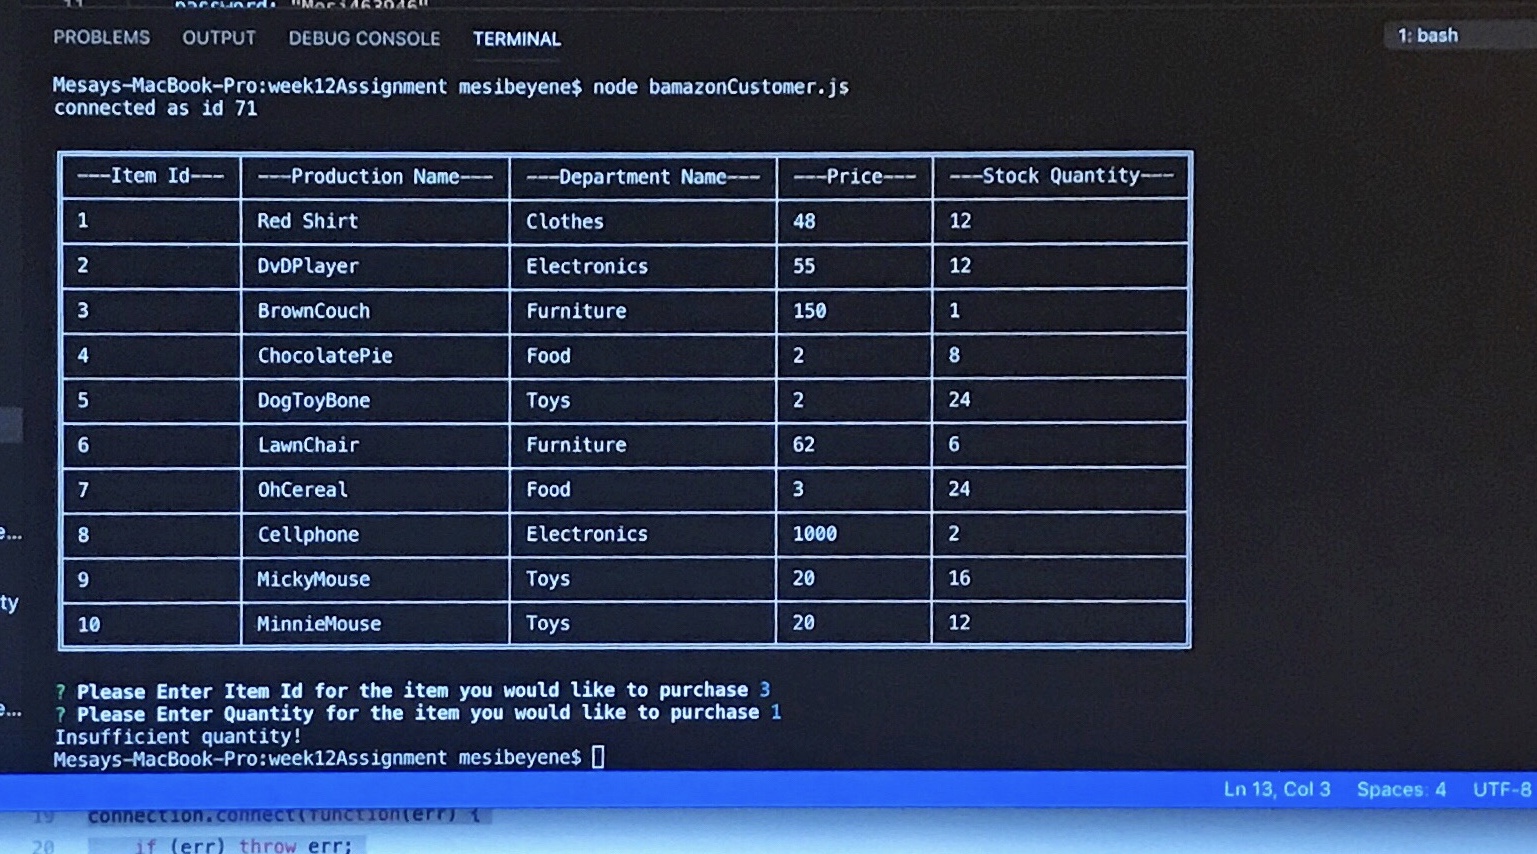 PROBLEMS OUTPUT DEBUG CONSOLE TERMINAL 1: bash
Mesays-MacBook-Pro:week12Assignment mesibeyene$ node bamazonCustomer.js
connected as id 71
---Item Id--- ---Production Name--- ---Department Name--- ---Price--- ---Stock Quantity---
1 Red Shirt Clothes 48 12
2 DvDPlayer Electronics 55 12
3 BrownCouch Furniture 150 1
4 ChocolatePie Food 2 8
5 DogToyBone Toys 2 24
6 LawnChair Furniture 62 6
7 OhCereal Food 3 24
8 Cellphone Electronics 1000 2
9 MickyMouse Toys 20 16
10 MinnieMouse Toys 20 12
? Please Enter Item Id for the item you would like to purchase 3
? Please Enter Quantity for the item you would like to purchase 1
Insufficient quantity!
Mesays-MacBook-Pro:week12Assignment mesibeyene$
Ln 13, Col 3 Spaces: 4 UTF-8
19 connection.connect(function(err) {
20 if (err) throw err;